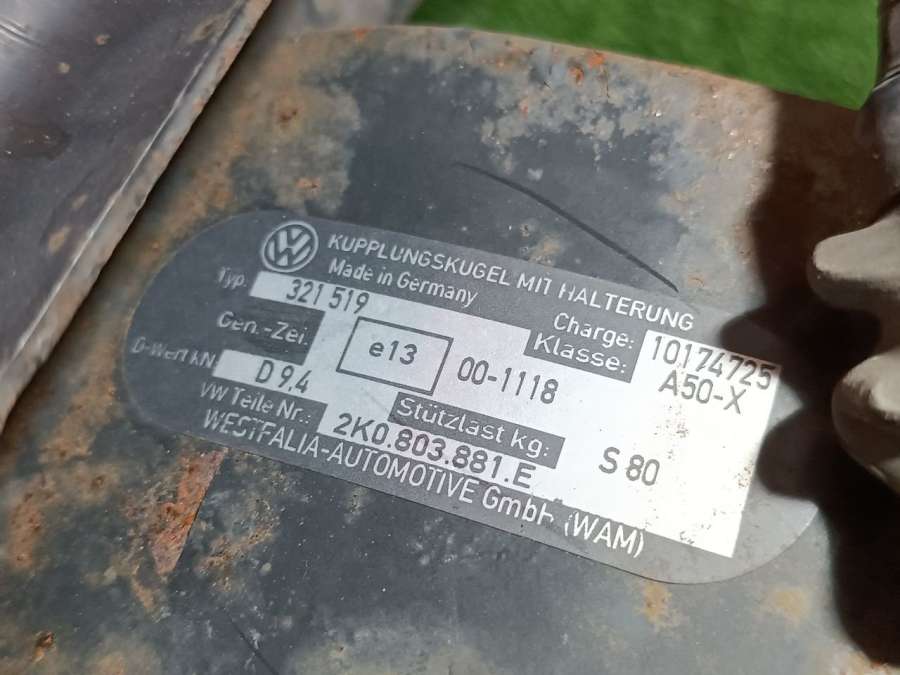 VW KUPPLUNGSKUGEL MIT HALTERUNG
Made in Germany
Typ. 321 519 Charge: 10174725
Gen.-Zei. e13 00-1118 Klasse: A50-X
D-Wert kN D 9,4 Stützlast kg: S 80
VW Teile Nr.: 2K0.803.881.E
WESTFALIA-AUTOMOTIVE GmbH (WAM)